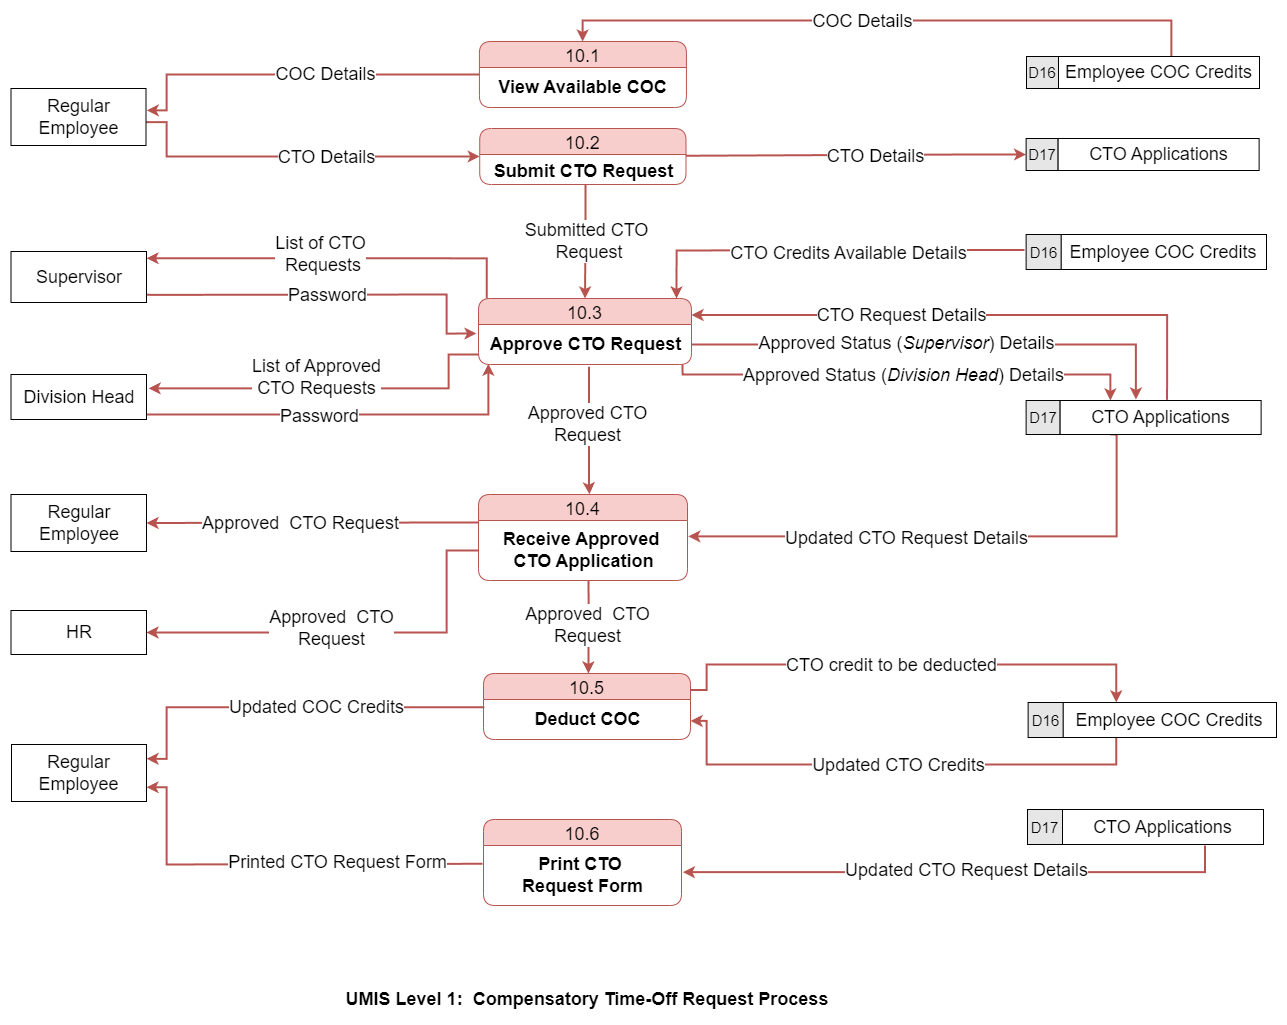 COC Details
10.1
View Available COC
COC Details
D16 Employee COC Credits
Regular
Employee
10.2
Submit CTO Request
CTO Details
CTO Details
D17 CTO Applications
Submitted CTO
Request
List of CTO
Requests
Supervisor
Password
CTO Credits Available Details
D16 Employee COC Credits
10.3
Approve CTO Request
CTO Request Details
Approved Status (Supervisor) Details
Approved Status (Division Head) Details
List of Approved
CTO Requests
Division Head
Password
D17 CTO Applications
Approved CTO
Request
Regular
Employee
Approved  CTO Request
10.4
Receive Approved
CTO Application
Updated CTO Request Details
HR
Approved  CTO
Request
Approved  CTO
Request
10.5
Deduct COC
CTO credit to be deducted
Updated COC Credits
D16 Employee COC Credits
Updated CTO Credits
Regular
Employee
10.6
Print CTO
Request Form
Printed CTO Request Form
D17 CTO Applications
Updated CTO Request Details
UMIS Level 1:  Compensatory Time-Off Request Process